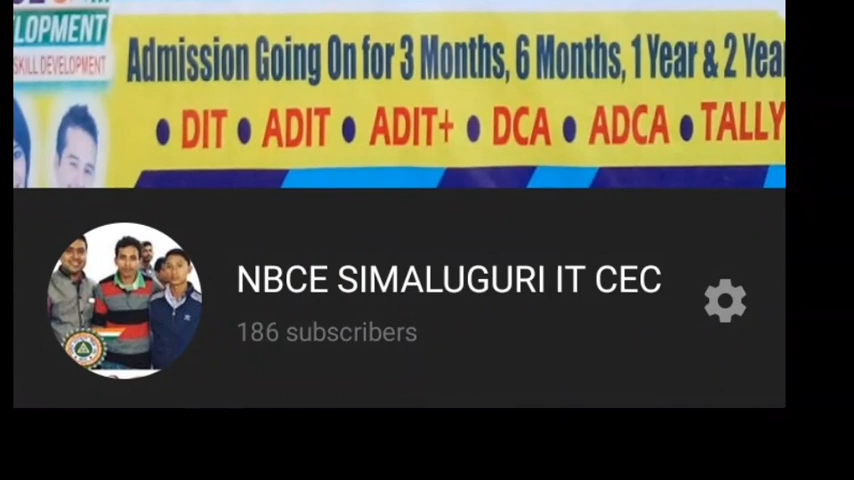 LOPMENT
SKILL DEVELOPMENT
Admission Going On for 3 Months, 6 Months, 1 Year & 2 Yea
• DIT • ADIT • ADIT+ • DCA • ADCA • TALLY
NBCE SIMALUGURI IT CEC
186 subscribers